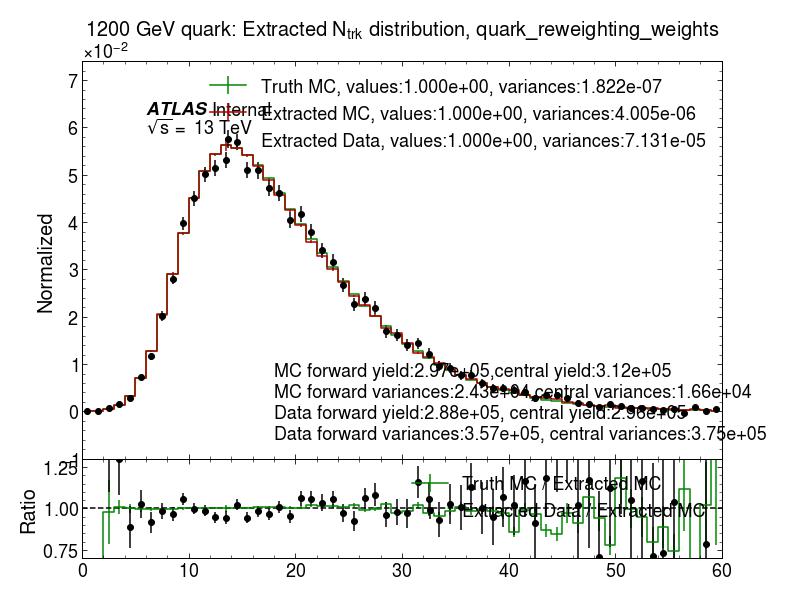 1200 GeV quark: Extracted N_trk distribution, quark_reweighting_weights
×10⁻²
Truth MC, values:1.000e+00, variances:1.822e-07
ATLAS Internal
Extracted MC, values:1.000e+00, variances:4.005e-06
√s = 13 TeV
Extracted Data, values:1.000e+00, variances:7.131e-05
Normalized
7
6
5
4
3
2
1
0
MC forward yield:2.97e+05,central yield:3.12e+05
MC forward variances:2.43e+04,central variances:1.66e+04
Data forward yield:2.88e+05, central yield:2.98e+05
Data forward variances:3.57e+05, central variances:3.75e+05
Ratio
1.25
1.00
0.75
Truth MC / Extracted MC
Extracted Data / Extracted MC
0 10 20 30 40 50 60